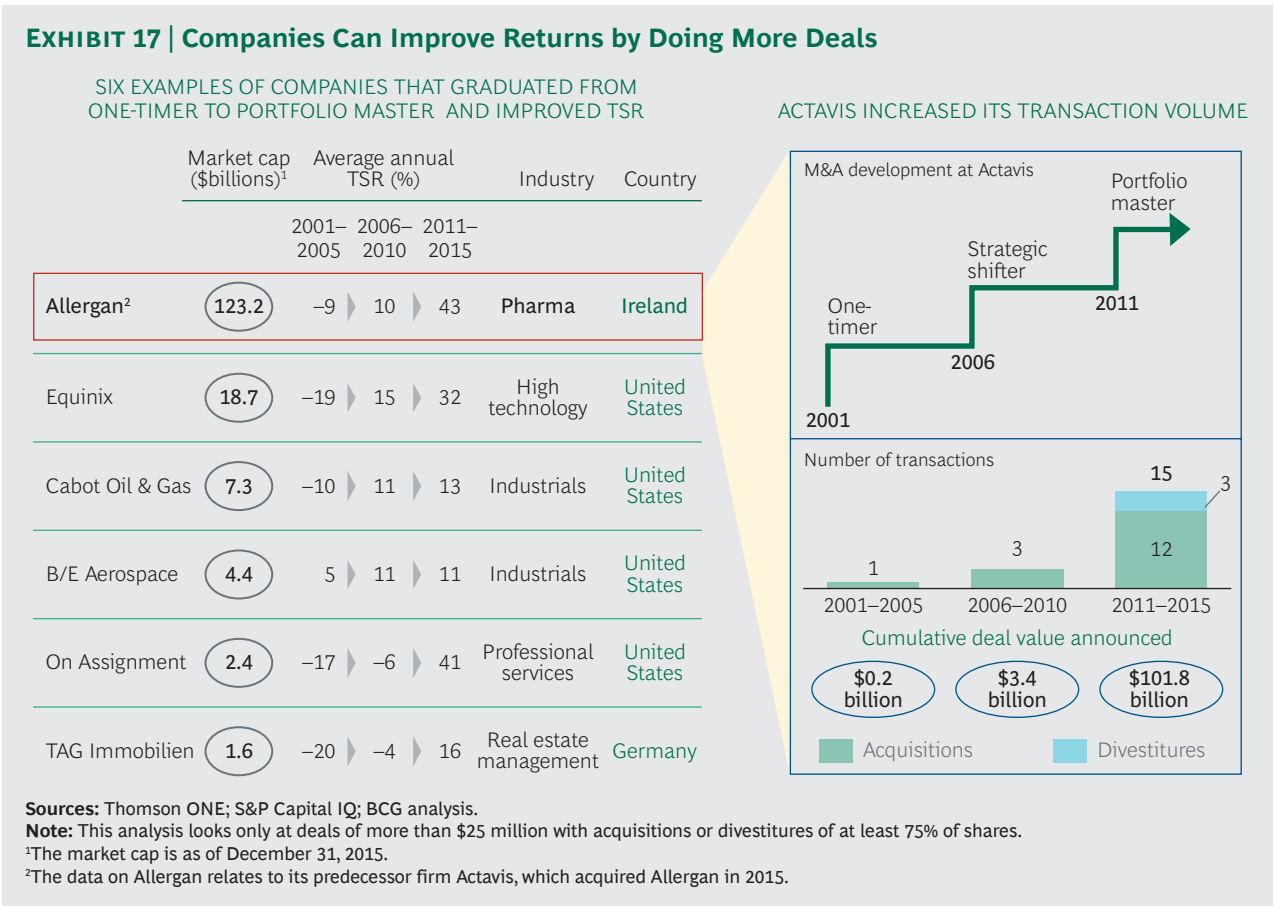 EXHIBIT 17 | Companies Can Improve Returns by Doing More Deals
SIX EXAMPLES OF COMPANIES THAT GRADUATED FROM
ONE-TIMER TO PORTFOLIO MASTER AND IMPROVED TSR
Market cap
($billions)¹
Average annual
TSR (%)
Industry
Country
2001–
2005
2006–
2010
2011–
2015
Allergan² 123.2 –9 10 43 Pharma Ireland
Equinix 18.7 –19 15 32 High
technology
United
States
Cabot Oil & Gas 7.3 –10 11 13 Industrials United
States
B/E Aerospace 4.4 5 11 11 Industrials United
States
On Assignment 2.4 –17 –6 41 Professional
services
United
States
TAG Immobilien 1.6 –20 –4 16 Real estate
management
Germany
ACTAVIS INCREASED ITS TRANSACTION VOLUME
M&A development at Actavis
Portfolio
master
Strategic
shifter
2011
One-
timer
2006
2001
Number of transactions
15
3
12
3
1
2001–2005 2006–2010 2011–2015
Cumulative deal value announced
$0.2
billion
$3.4
billion
$101.8
billion
Acquisitions Divestitures
Sources: Thomson ONE; S&P Capital IQ; BCG analysis.
Note: This analysis looks only at deals of more than $25 million with acquisitions or divestitures of at least 75% of shares.
¹The market cap is as of December 31, 2015.
²The data on Allergan relates to its predecessor firm Actavis, which acquired Allergan in 2015.